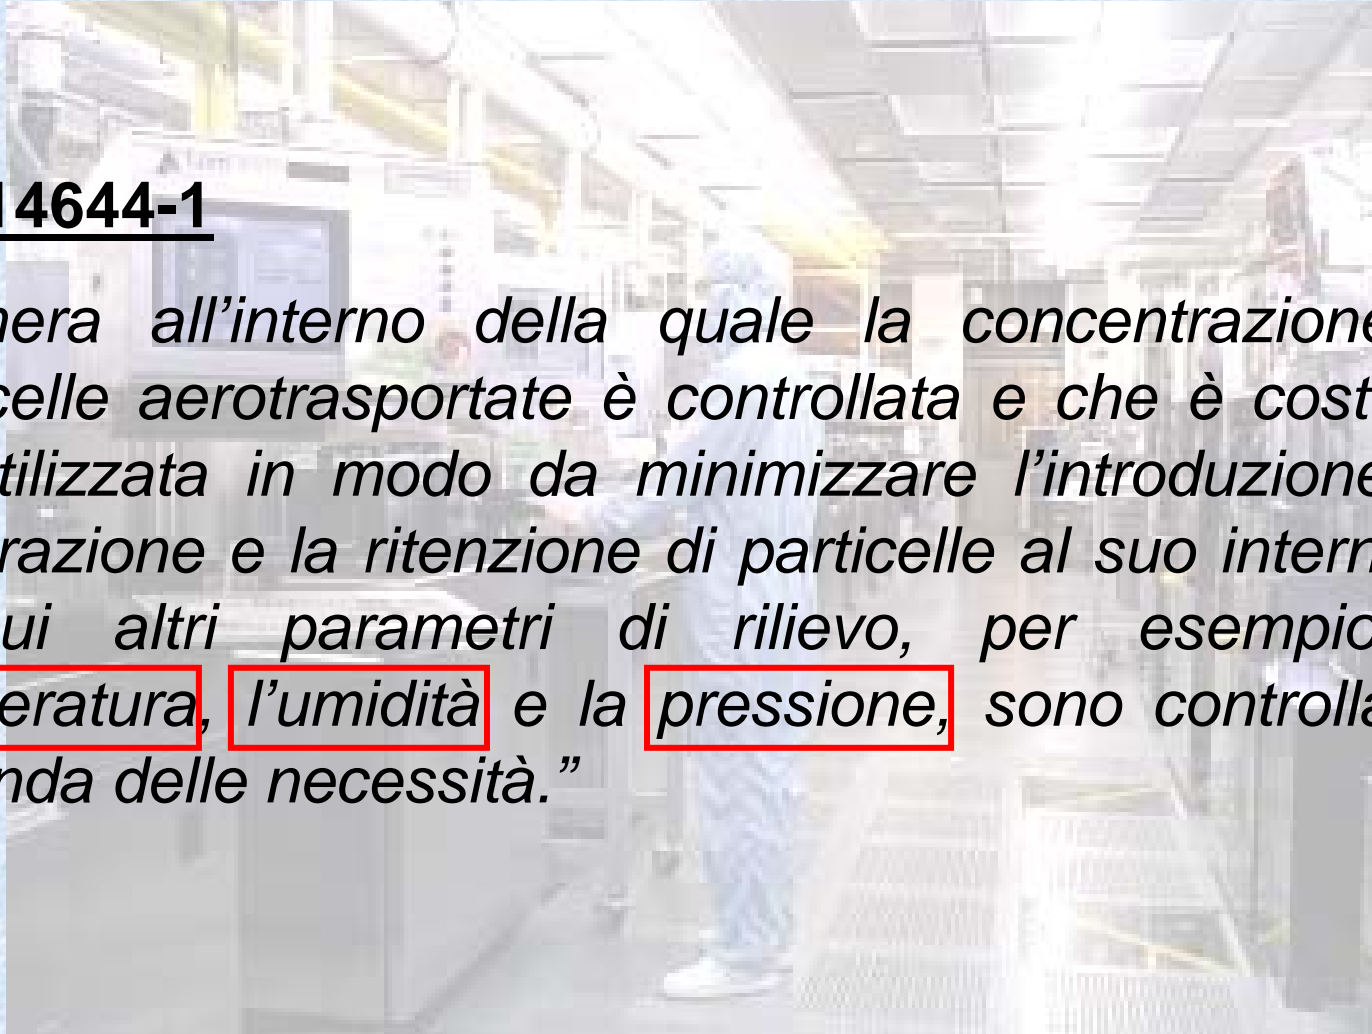 14644-1
nera all’interno della quale la concentrazione
celle aerotrasportate è controllata e che è cost
tilizzata in modo da minimizzare l’introduzione
razione e la ritenzione di particelle al suo intern
ui altri parametri di rilievo, per esempio
eratura, l’umidità e la pressione, sono controlla
nda delle necessità.”